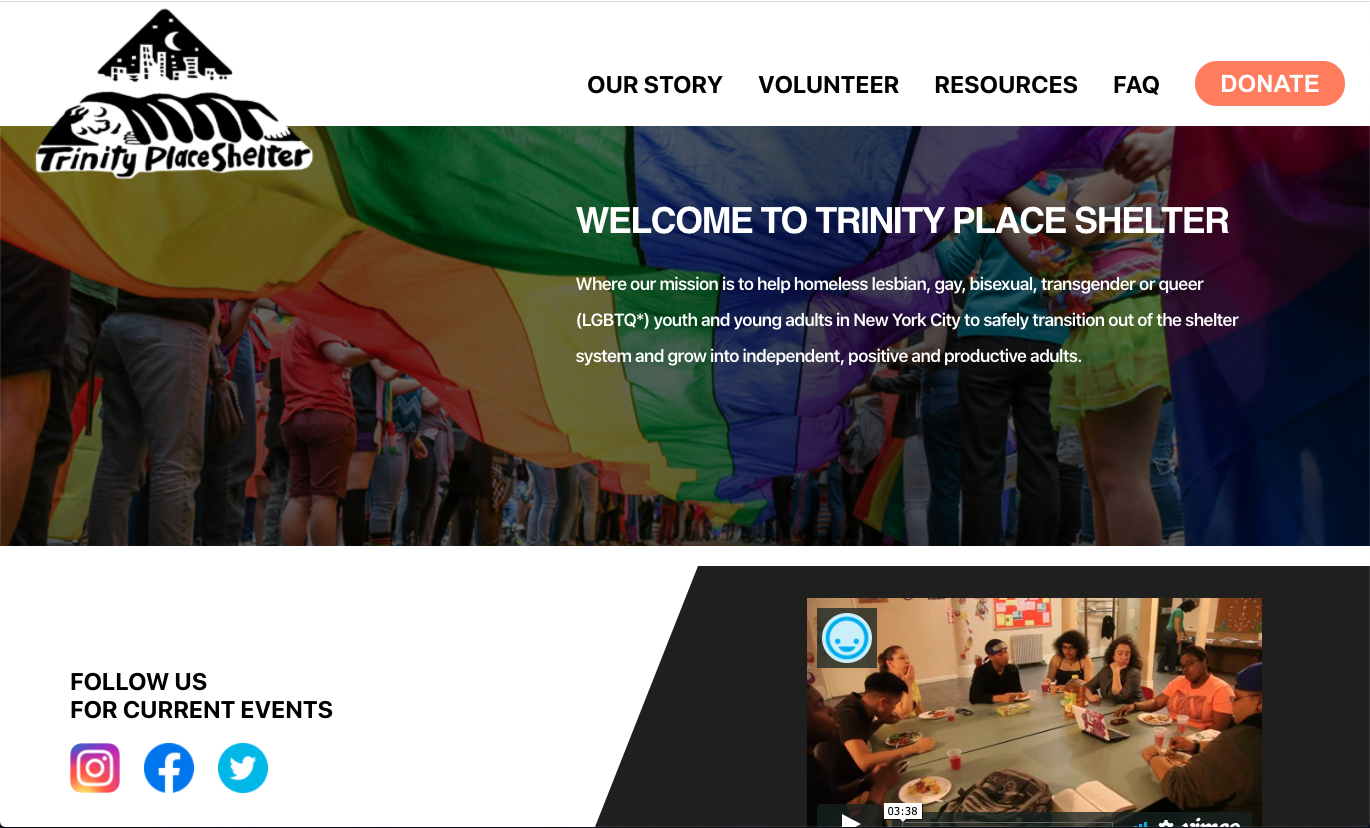 Trinity Place Shelter
OUR STORY
VOLUNTEER
RESOURCES
FAQ
DONATE
WELCOME TO TRINITY PLACE SHELTER
Where our mission is to help homeless lesbian, gay, bisexual, transgender or queer
(LGBTQ*) youth and young adults in New York City to safely transition out of the shelter
system and grow into independent, positive and productive adults.
FOLLOW US
FOR CURRENT EVENTS
03:38
vimeo